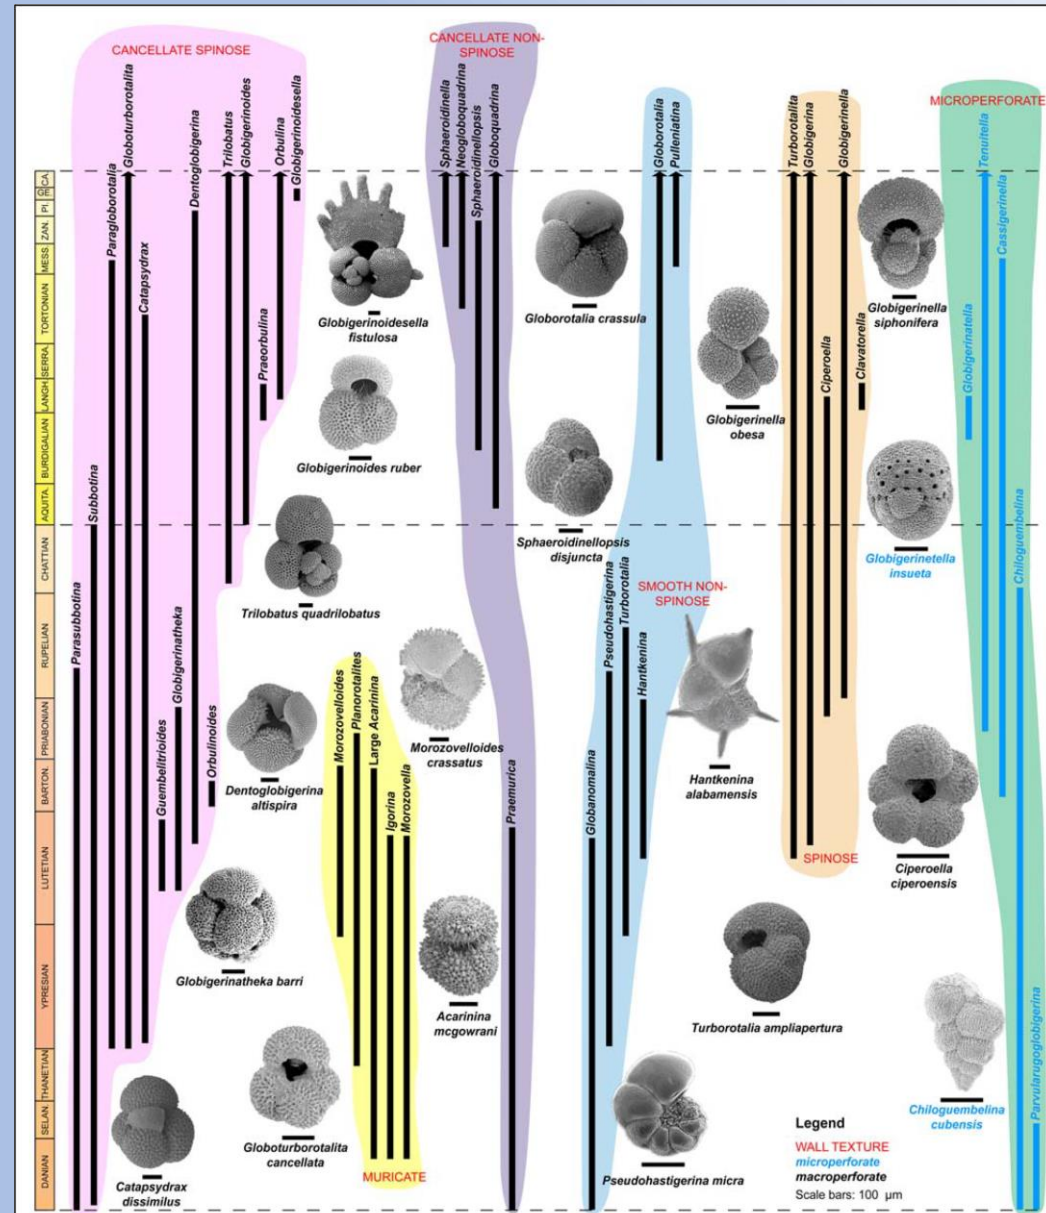 CANCELLATE SPINOSE
CANCELLATE NON-
SPINOSE
MICROPERFORATE
CA.
GE.
PI.
ZAN.
MESS.
TORTONIAN
SERRA.
LANGH.
BURDIGALIAN
AQUITA.
CHATTIAN
RUPELIAN
PRIABONIAN
BARTON.
LUTETIAN
YPRESIAN
THANETIAN
SELAN.
DANIAN
Parasubbotina
Subbotina
Paragloborotalia
Globoturborotalita
Catapsydrax
Guembelitrioides
Globigerinatheka
Dentoglobigerina
Orbulinoides
Trilobatus
Globigerinoides
Praeorbulina
Orbulina
Globigerinoidesella
Morozovelloides
Planorotalites
Large Acarinina
Igorina
Morozovella
MURICATE
Sphaeroidinella
Neogloboquadrina
Sphaeroidinellopsis
Globoquadrina
Praemurica
Globanomalina
Pseudohastigerina
Turborotalia
Hantkenina
Globorotalia
Pulleniatina
SMOOTH NON-
SPINOSE
Turborotalita
Globigerina
Ciperoella
Globigerinella
Clavatorella
SPINOSE
Globigerinatella
Tenuitella
Cassigerinella
Chiloguembelina
Parvularugoglobigerina
Globigerinoidesella
fistulosa
Globigerinoides ruber
Trilobatus quadrilobatus
Dentoglobigerina
altispira
Globigerinatheka barri
Globoturborotalita
cancellata
Catapsydrax
dissimilus
Morozovelloides
crassatus
Acarinina
mcgowrani
Globorotalia crassula
Sphaeroidinellopsis
disjuncta
Globigerinella
obesa
Globigerinella
siphonifera
Globigerinetella
insueta
Hantkenina
alabamensis
Ciperoella
ciperoensis
Turborotalia ampliapertura
Pseudohastigerina micra
Chiloguembelina
cubensis
Legend
WALL TEXTURE
microperforate
macroperforate
Scale bars: 100 µm